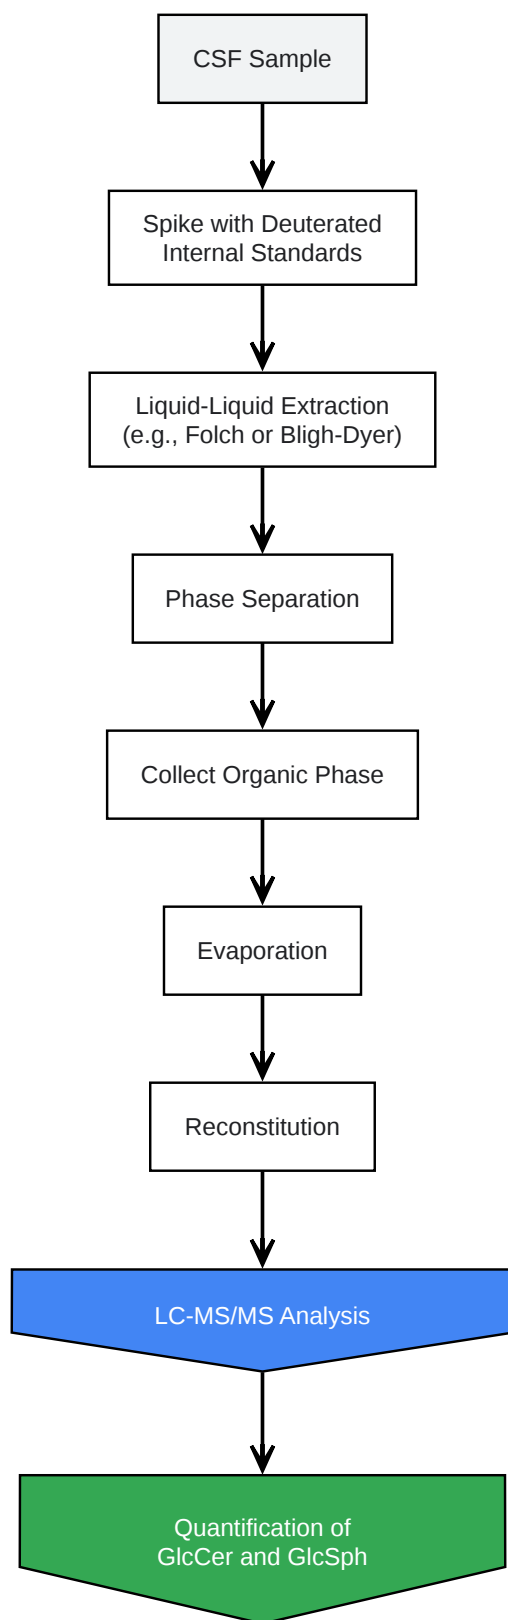 CSF Sample
Spike with Deuterated
Internal Standards
Liquid-Liquid Extraction
(e.g., Folch or Bligh-Dyer)
Phase Separation
Collect Organic Phase
Evaporation
Reconstitution
LC-MS/MS Analysis
Quantification of
GlcCer and GlcSph